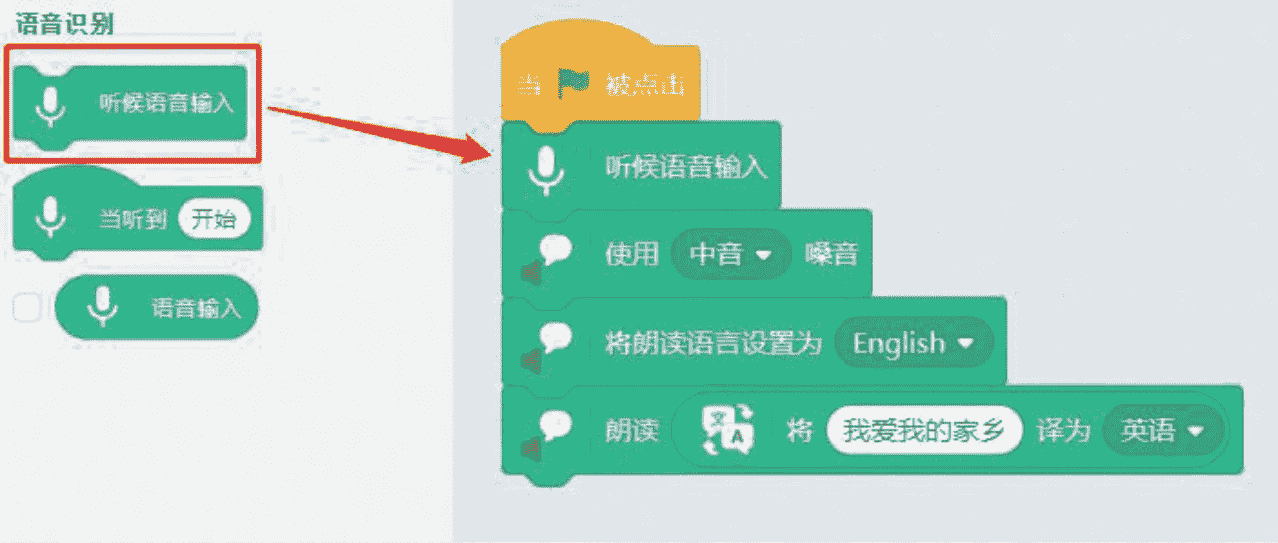 语音识别
听候语音输入
当听到 开始
语音输入
当 被点击
听候语音输入
使用 中音 嗓音
将朗读语言设置为 English
朗读 将 我爱我的家乡 译为 英语